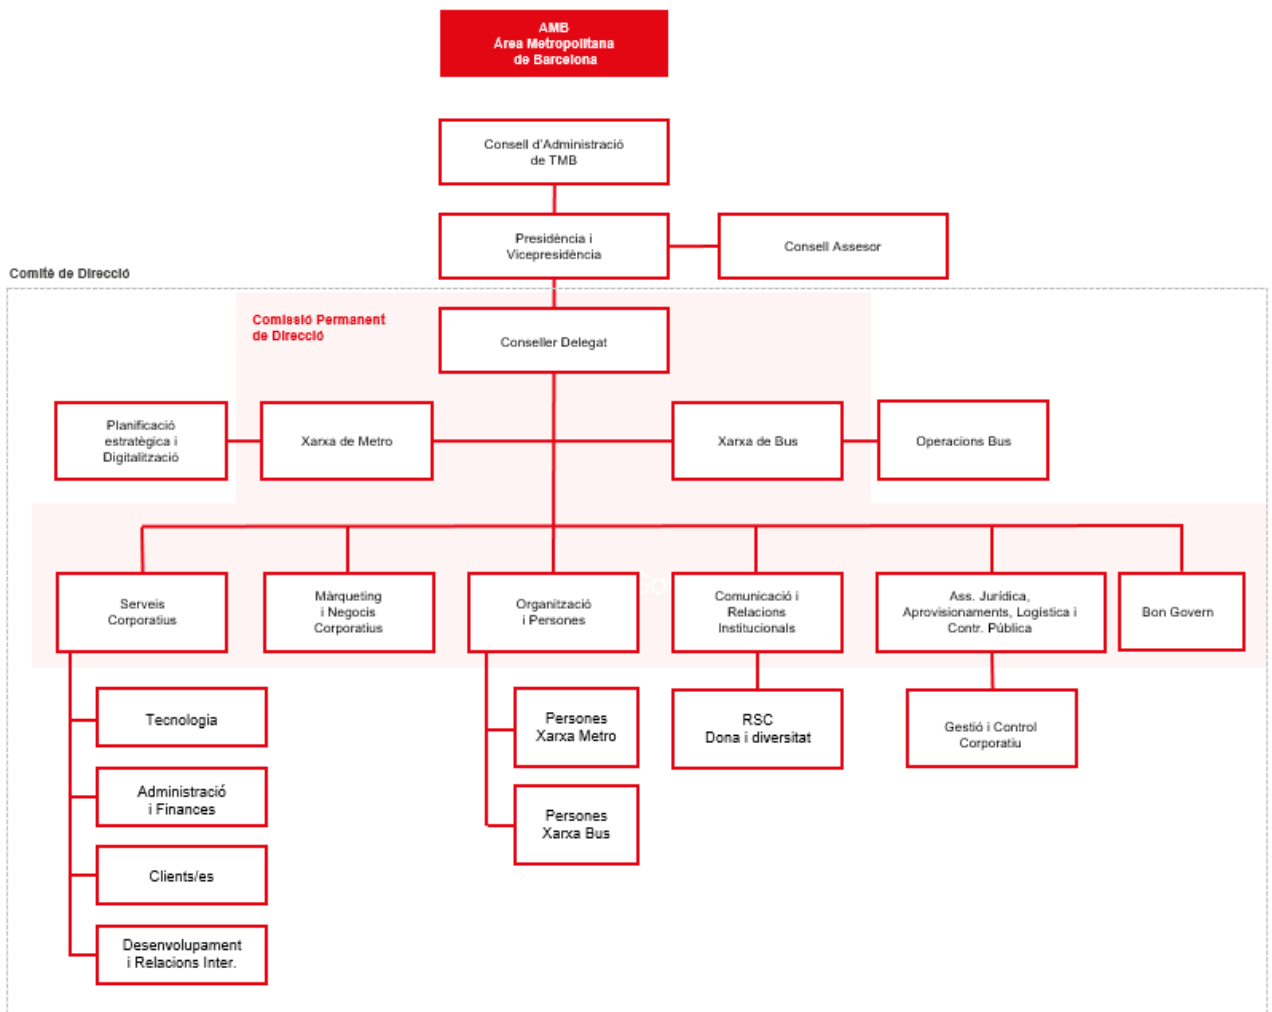 AMB
Área Metropolitana
de Barcelona
Consell d'Administració
de TMB
Presidència i
Vicepresidència
Consell Assesor
Comitè de Direcció
Comissió Permanent
de Direcció
Conseller Delegat
Planificació
estratègica i
Digitalització
Xarxa de Metro
Xarxa de Bus
Operacions Bus
Serveis
Corporatius
Màrqueting
i Negocis
Corporatius
Organització
i Persones
Comunicació i
Relacions
Institucionals
Ass. Jurídica,
Aprovisionaments, Logística i
Contr. Pública
Bon Govern
Tecnologia
Administració
i Finances
Clients/es
Desenvolupament
i Relacions Inter.
Persones
Xarxa Metro
Persones
Xarxa Bus
RSC
Dona i diversitat
Gestió i Control
Corporatiu